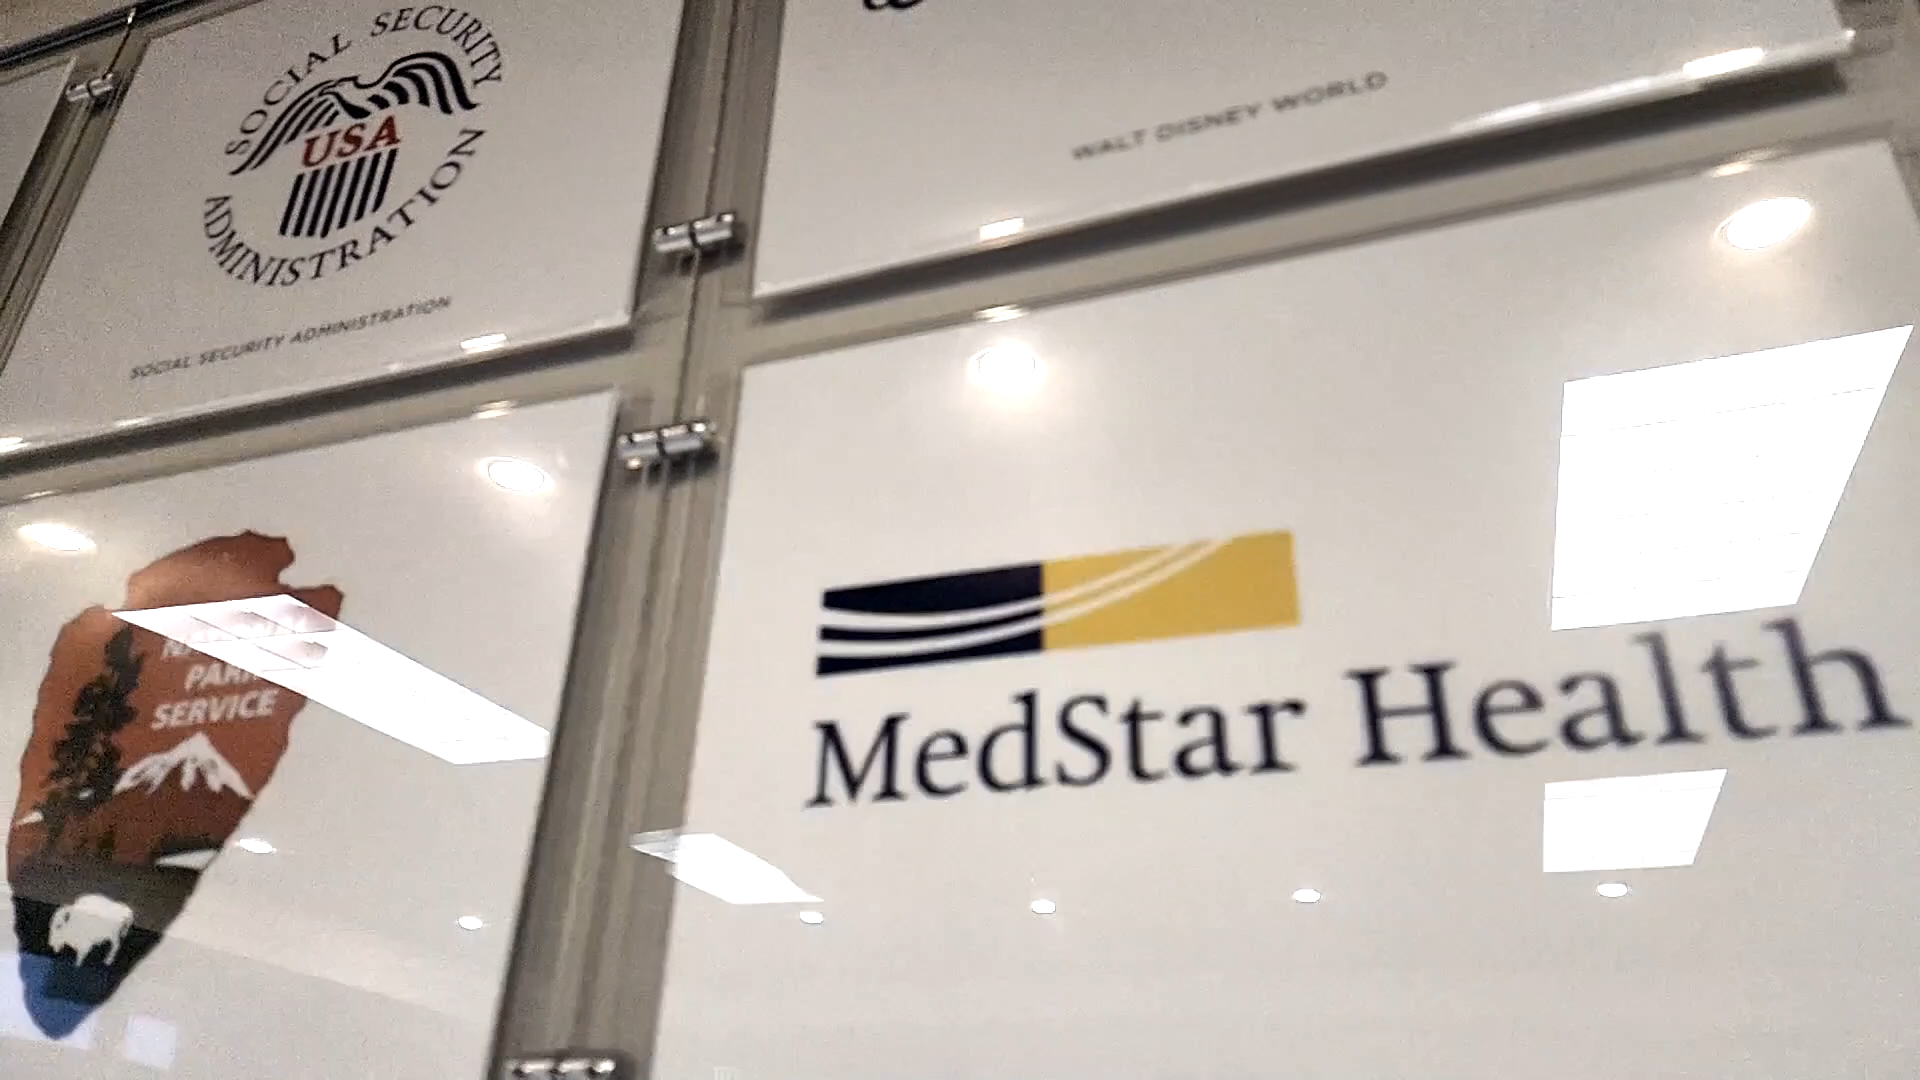 SOCIAL SECURITY
USA
ADMINISTRATION
SOCIAL SECURITY ADMINISTRATION
WALT DISNEY WORLD
PARK
SERVICE
MedStar Health